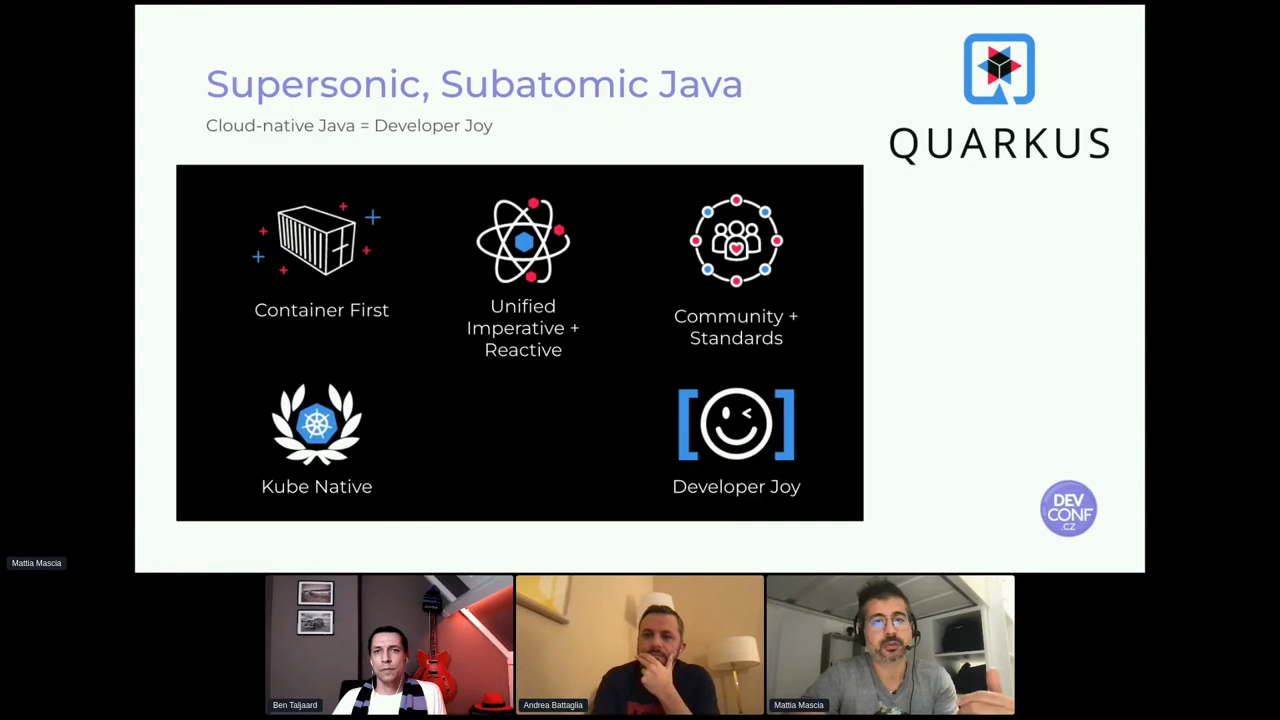 Supersonic, Subatomic Java
Cloud-native Java = Developer Joy
QUARKUS
Container First
Unified
Imperative +
Reactive
Community +
Standards
Kube Native
Developer Joy
DEV
CONF
.CZ
Mattia Mascia
Ben Taljaard
Andrea Battaglia
Mattia Mascia